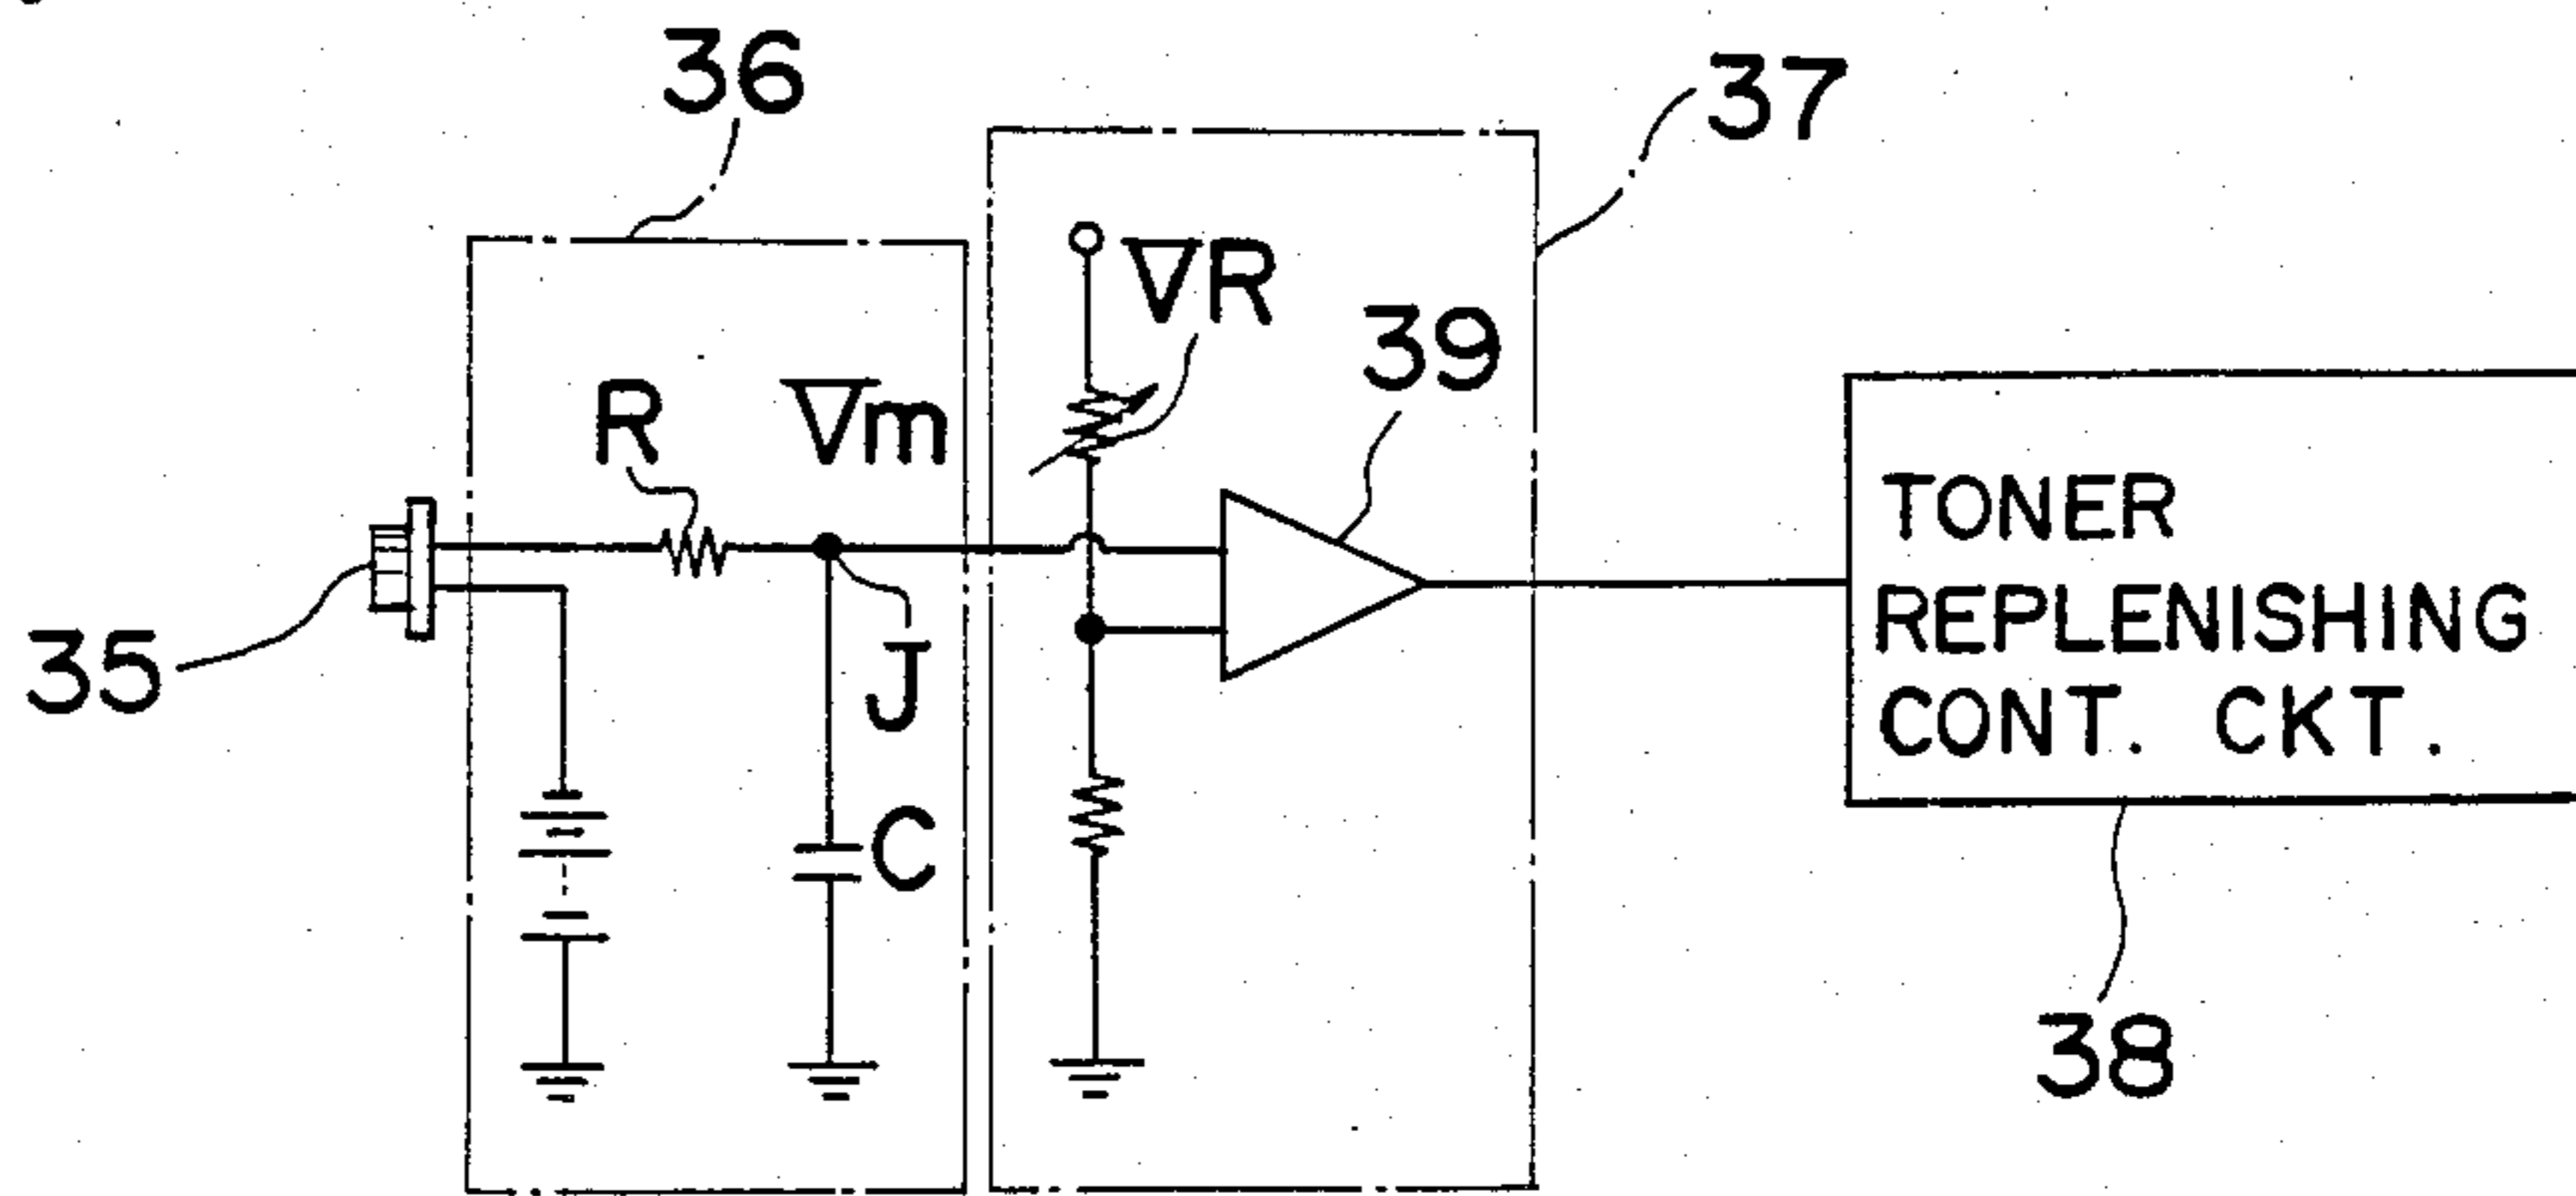 36
37
VR
39
R
Vm
35
J
C
TONER
REPLENISHING
CONT. CKT.
38